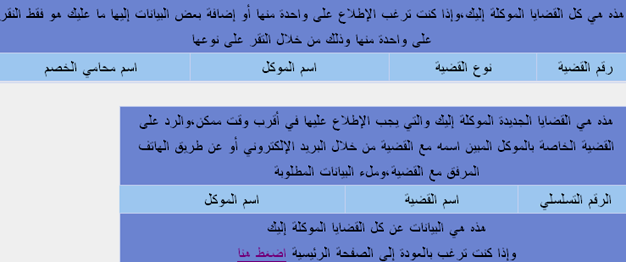 هذه هي كل القضايا الموكلة إليك،وإذا كنت ترغب الإطلاع على واحدة منها أو إضافة بعض البيانات إليها ما عليك هو فقط النقر
على واحدة منها وذلك من خلال النقر على نوعها
رقم القضية نوع القضية اسم الموكل اسم محامي الخصم
هذه هي القضايا الجديدة الموكلة إليك والتي يجب الإطلاع عليها في أقرب وقت ممكن،والرد على
القضية الخاصة بالموكل المبين اسمه مع القضية من خلال البريد الإلكتروني أو عن طريق الهاتف
المرفق مع القضية،وملء البيانات المطلوبة
الرقم التسلسلي اسم القضية اسم الموكل
هذه هي البيانات عن كل القضايا الموكلة إليك
وإذا كنت ترغب بالعودة إلى الصفحة الرئيسية اضغط هنا